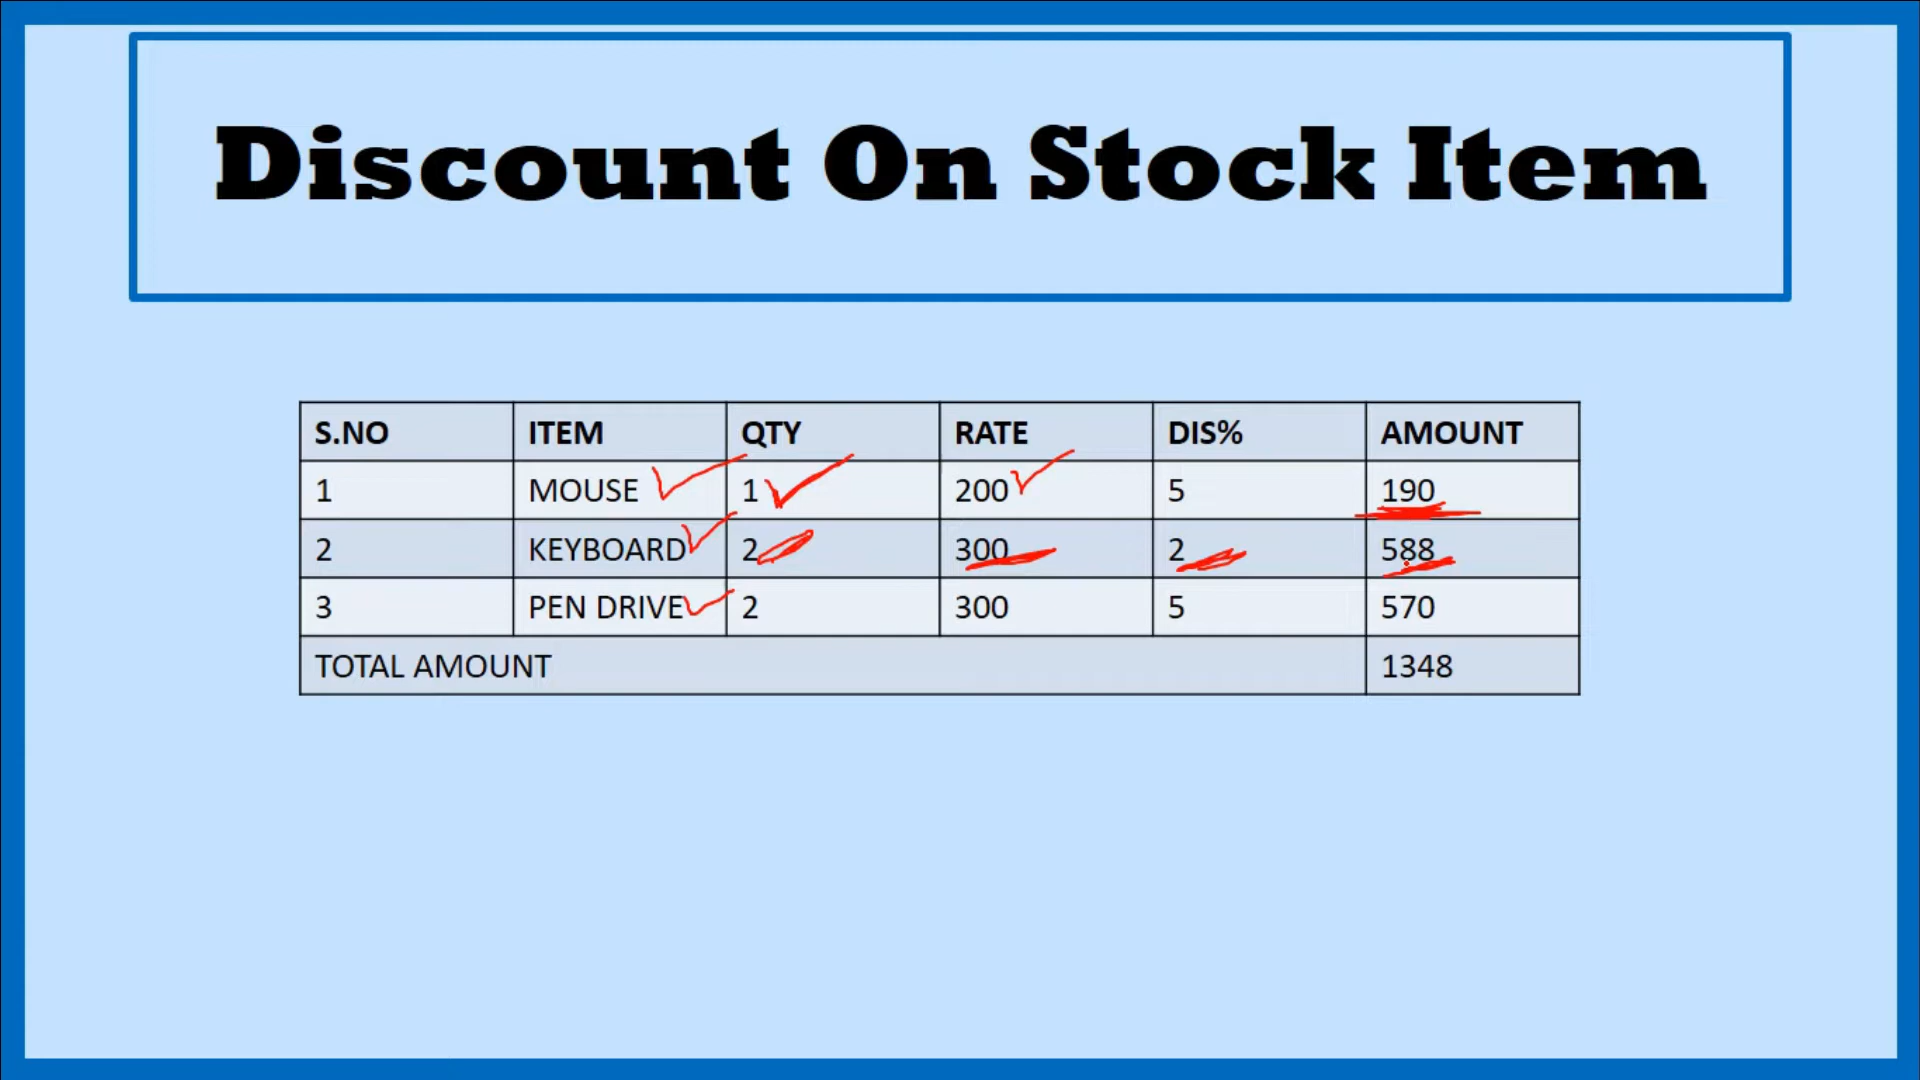 Discount On Stock Item
S.NO ITEM QTY RATE DIS% AMOUNT
1 MOUSE 1 200 5 190
2 KEYBOARD 2 300 2 588
3 PEN DRIVE 2 300 5 570
TOTAL AMOUNT 1348